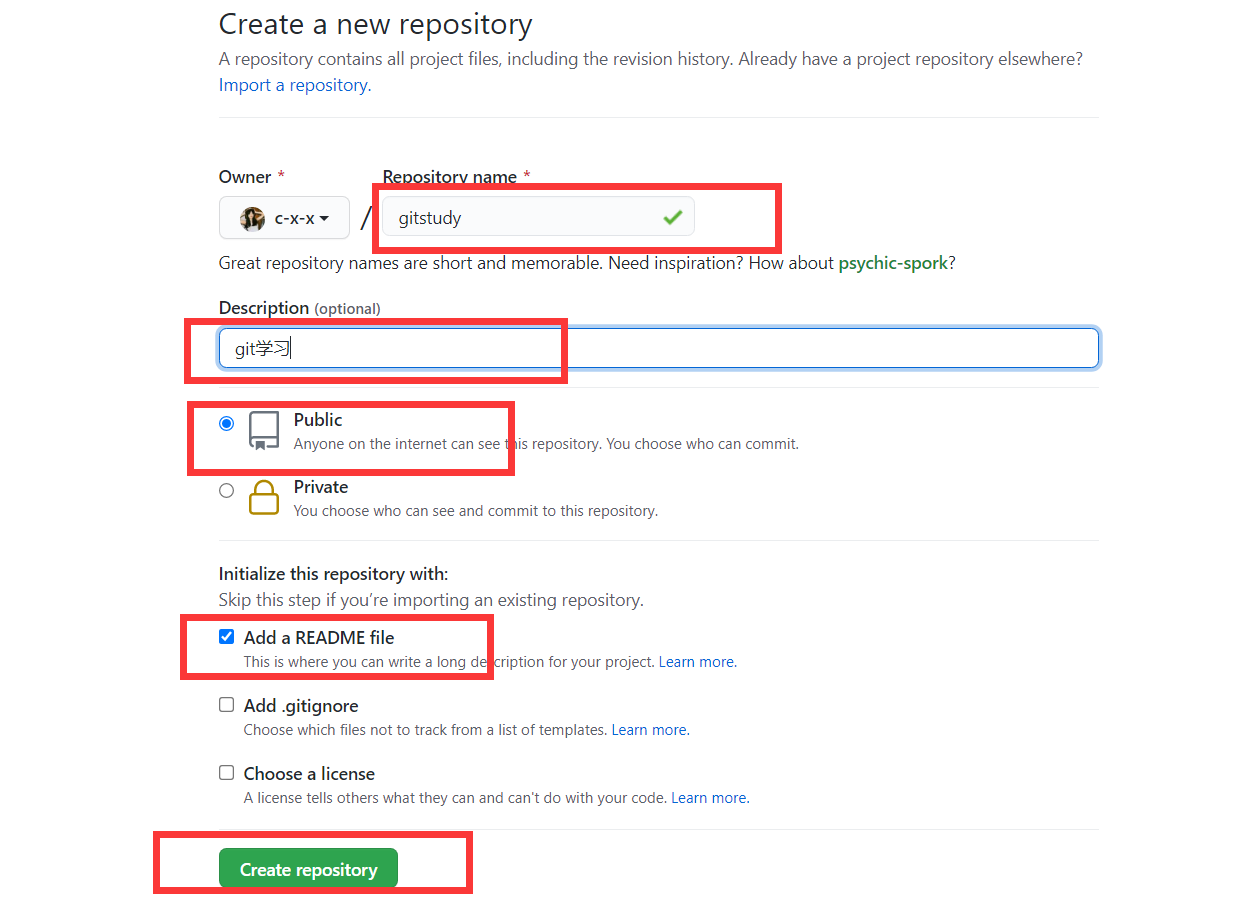 Create a new repository
A repository contains all project files, including the revision history. Already have a project repository elsewhere?
Import a repository.
Owner *
Repository name *
c-x-x
/
gitstudy
Great repository names are short and memorable. Need inspiration? How about psychic-spork?
Description (optional)
git学习
Public
Anyone on the internet can see this repository. You choose who can commit.
Private
You choose who can see and commit to this repository.
Initialize this repository with:
Skip this step if you’re importing an existing repository.
Add a README file
This is where you can write a long description for your project. Learn more.
Add .gitignore
Choose which files not to track from a list of templates. Learn more.
Choose a license
A license tells others what they can and can't do with your code. Learn more.
Create repository